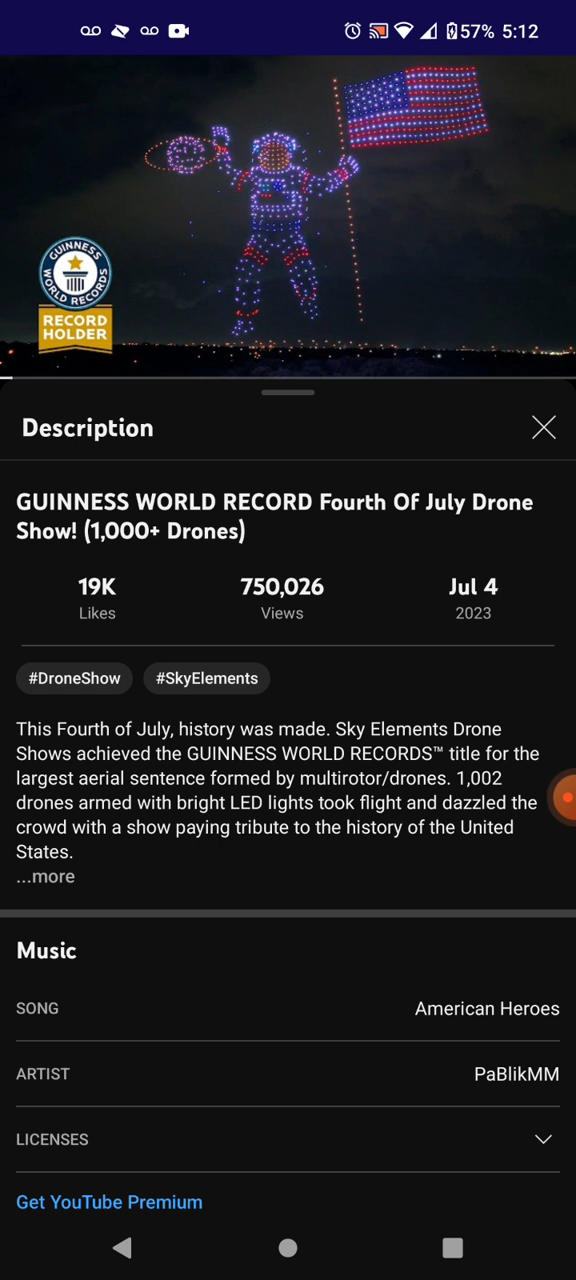 57% 5:12
GUINNESS
WORLD RECORDS
RECORD
HOLDER
Description
GUINNESS WORLD RECORD Fourth Of July Drone
Show! (1,000+ Drones)
19K 750,026 Jul 4
Likes Views 2023
#DroneShow #SkyElements
This Fourth of July, history was made. Sky Elements Drone
Shows achieved the GUINNESS WORLD RECORDS™ title for the
largest aerial sentence formed by multirotor/drones. 1,002
drones armed with bright LED lights took flight and dazzled the
crowd with a show paying tribute to the history of the United
States.
...more
Music
SONG American Heroes
ARTIST PaBlikMM
LICENSES
Get YouTube Premium